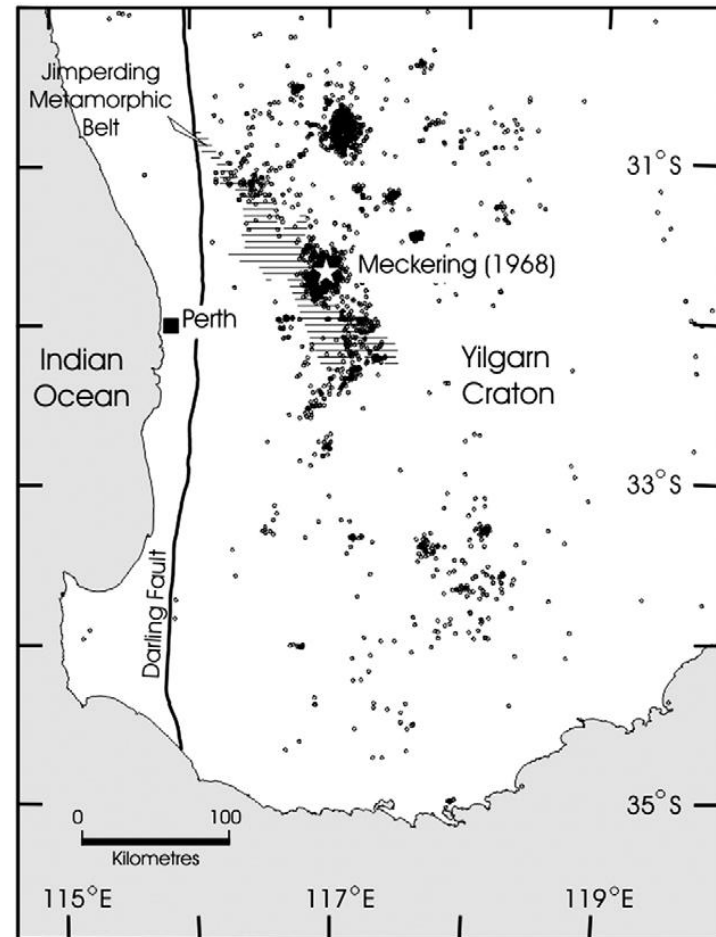 Jimperding
Metamorphic
Belt
31°S
Meckering (1968)
Perth
Indian
Ocean
Yilgarn
Craton
33°S
Darling Fault
35°S
0 100
Kilometres
115°E 117°E 119°E